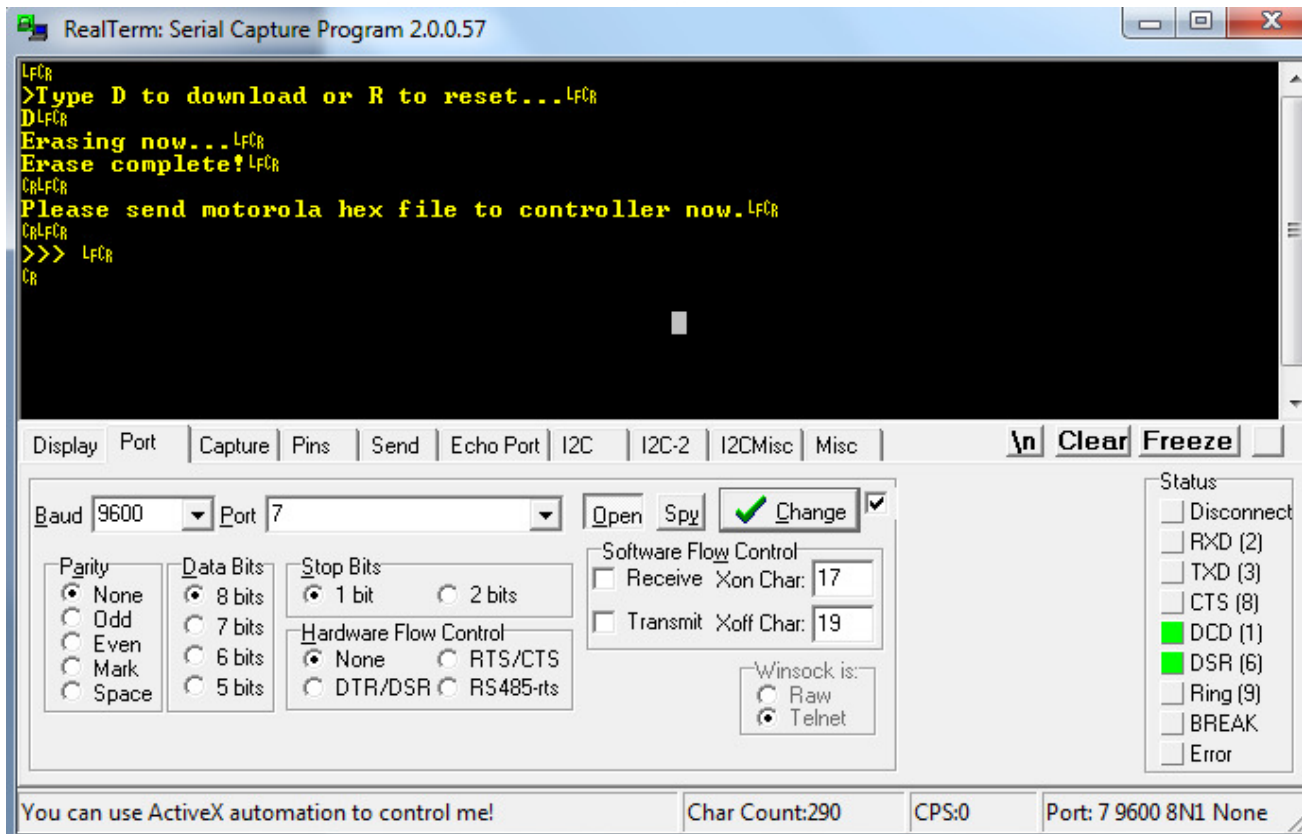 RealTerm: Serial Capture Program 2.0.0.57
LFCR
>Type D to download or R to reset...LFCR
DLFCR
Erasing now...LFCR
Erase complete!LFCR
CRLFCR
Please send motorola hex file to controller now.LFCR
CRLFCR
>>> LFCR
CR
Display Port Capture Pins Send Echo Port I2C I2C-2 I2CMisc Misc \n Clear Freeze
Baud 9600 Port 7 Open Spy Change
Parity
None
Odd
Even
Mark
Space
Data Bits
8 bits
7 bits
6 bits
5 bits
Stop Bits
1 bit 2 bits
Hardware Flow Control
None RTS/CTS
DTR/DSR RS485-rts
Software Flow Control
Receive Xon Char: 17
Transmit Xoff Char: 19
Winsock is:
Raw
Telnet
Status
Disconnect
RXD (2)
TXD (3)
CTS (8)
DCD (1)
DSR (6)
Ring (9)
BREAK
Error
You can use ActiveX automation to control me! Char Count:290 CPS:0 Port: 7 9600 8N1 None